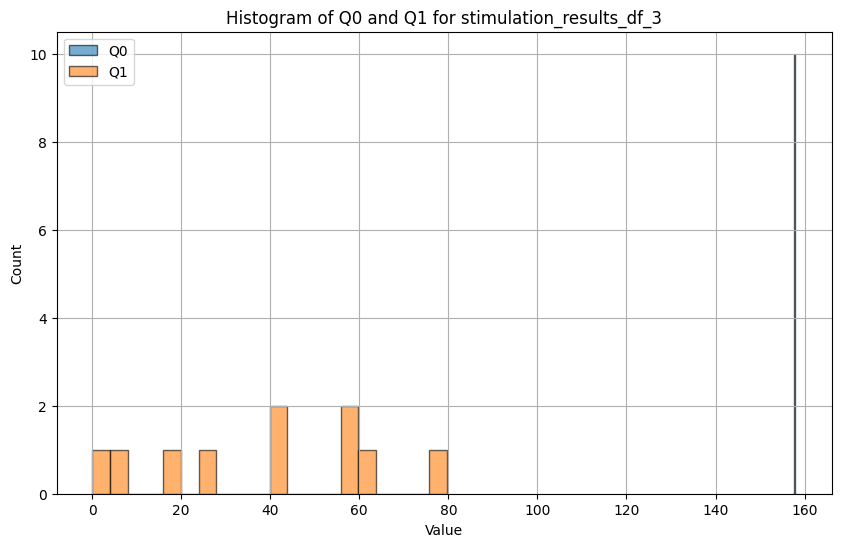 Histogram of Q0 and Q1 for stimulation_results_df_3
Q0
Q1
10
8
6
4
2
0
Count
0 20 40 60 80 100 120 140 160
Value